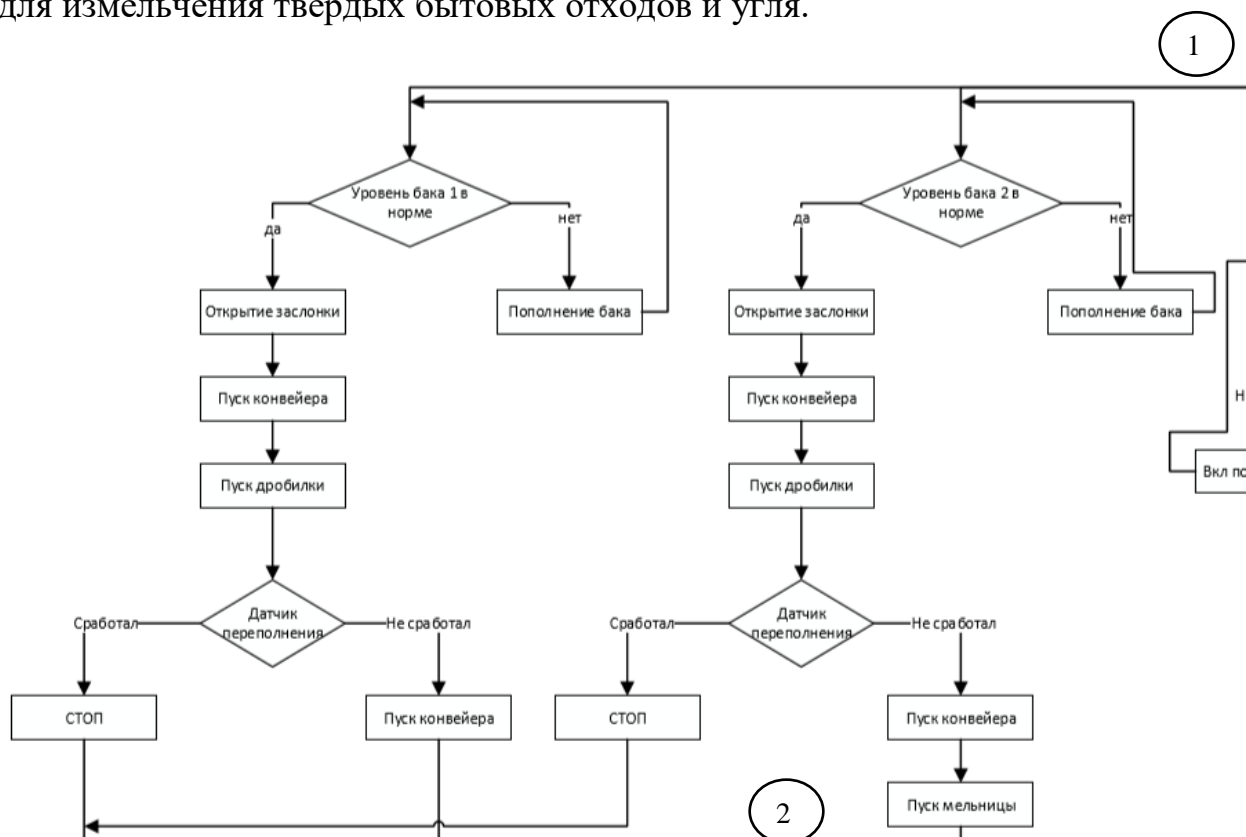 для измельчения твердых бытовых отходов и угля.
1
Уровень бака 1 в
норме
Уровень бака 2 в
норме
да
нет
да
нет
Открытие заслонки
Пополнение бака
Открытие заслонки
Пополнение бака
Пуск конвейера
Пуск конвейера
Пуск дробилки
Пуск дробилки
Вкл
Датчик
переполнения
Сработал
Не сработал
Датчик
переполнения
Сработал
Не сработал
СТОП
Пуск конвейера
СТОП
Пуск конвейера
2
Пуск мельницы